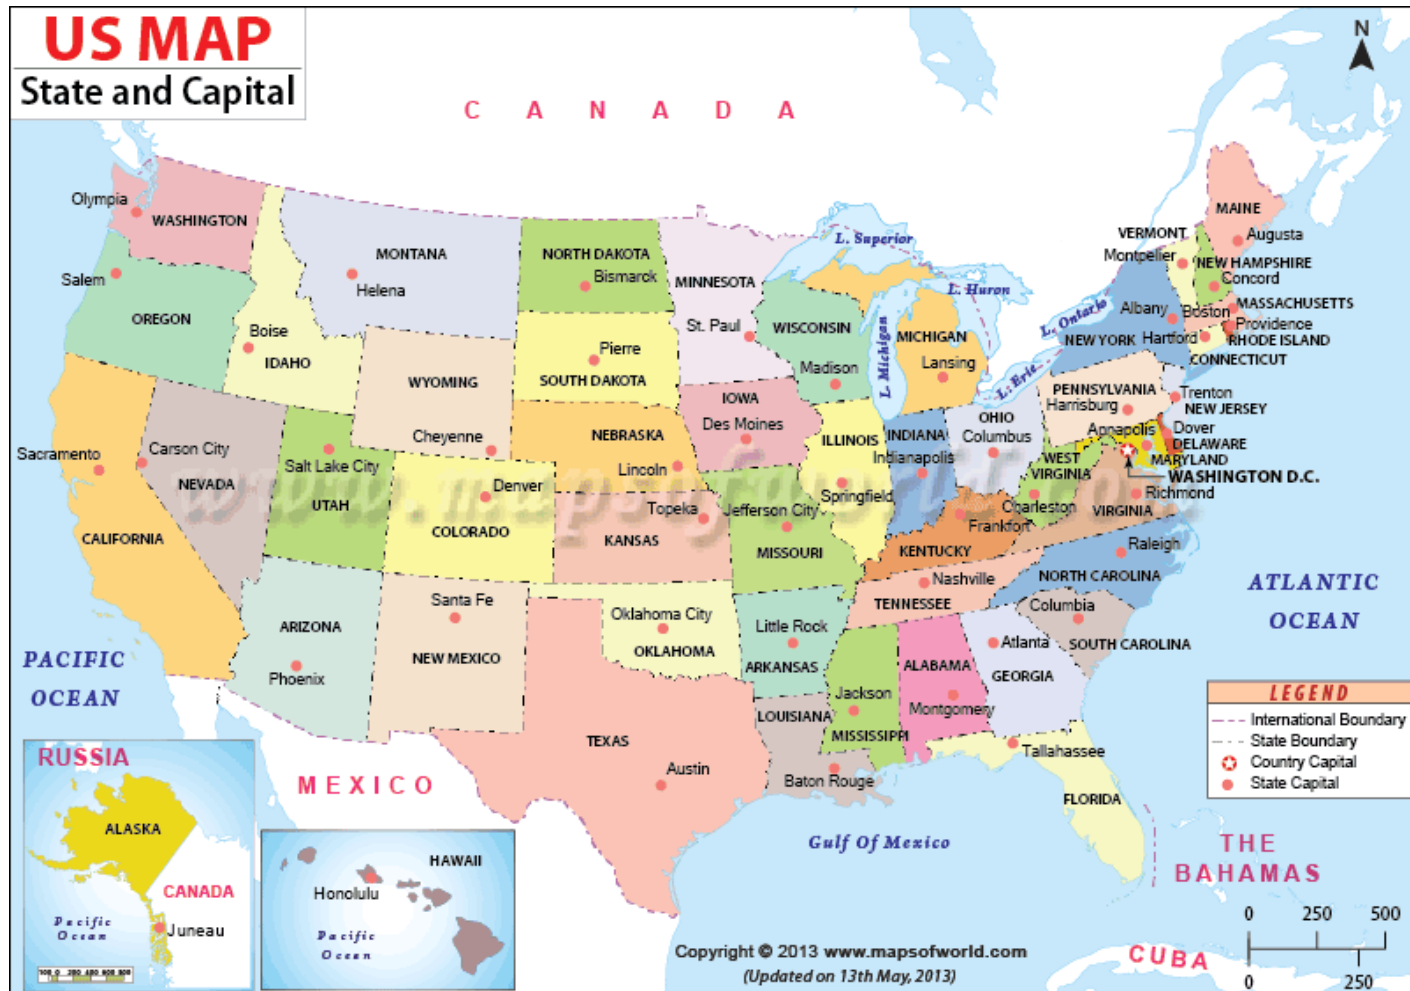 US MAP
State and Capital
N
C A N A D A
Olympia
WASHINGTON
Salem
OREGON
MONTANA
Helena
Boise
IDAHO
NORTH DAKOTA
Bismarck
Pierre
SOUTH DAKOTA
MINNESOTA
St. Paul
L. Superior
L. Huron
L. Michigan
L. Ontario
L. Erie
WISCONSIN
Madison
MICHIGAN
Lansing
MAINE
Augusta
VERMONT
Montpelier
NEW HAMPSHIRE
Concord
Albany
NEW YORK
MASSACHUSETTS
Boston
Providence
RHODE ISLAND
Hartford
CONNECTICUT
WYOMING
Cheyenne
IOWA
Des Moines
NEBRASKA
Lincoln
PENNSYLVANIA
Harrisburg
Trenton
NEW JERSEY
Annapolis
Dover
DELAWARE
MARYLAND
WASHINGTON D.C.
Sacramento
Carson City
NEVADA
CALIFORNIA
Salt Lake City
UTAH
Denver
COLORADO
Topeka
KANSAS
Jefferson City
MISSOURI
ILLINOIS
Springfield
INDIANA
Indianapolis
OHIO
Columbus
WEST
VIRGINIA
Charleston
Richmond
VIRGINIA
Frankfort
KENTUCKY
www.mapsofworld.com
Raleigh
NORTH CAROLINA
Nashville
TENNESSEE
Columbia
SOUTH CAROLINA
ATLANTIC
OCEAN
PACIFIC
OCEAN
ARIZONA
Phoenix
Santa Fe
NEW MEXICO
Oklahoma City
OKLAHOMA
Little Rock
ARKANSAS
Atlanta
GEORGIA
ALABAMA
Montgomery
Jackson
MISSISSIPPI
LOUISIANA
Baton Rouge
TEXAS
Austin
Tallahassee
FLORIDA
LEGEND
International Boundary
State Boundary
Country Capital
State Capital
M E X I C O
Gulf Of Mexico
THE
BAHAMAS
CUBA
RUSSIA
ALASKA
CANADA
Pacific
Ocean
Juneau
100 0 200 400 600 800
HAWAII
Honolulu
Pacific
Ocean
Copyright © 2013 www.mapsofworld.com
(Updated on 13th May, 2013)
0 250 500
0 250